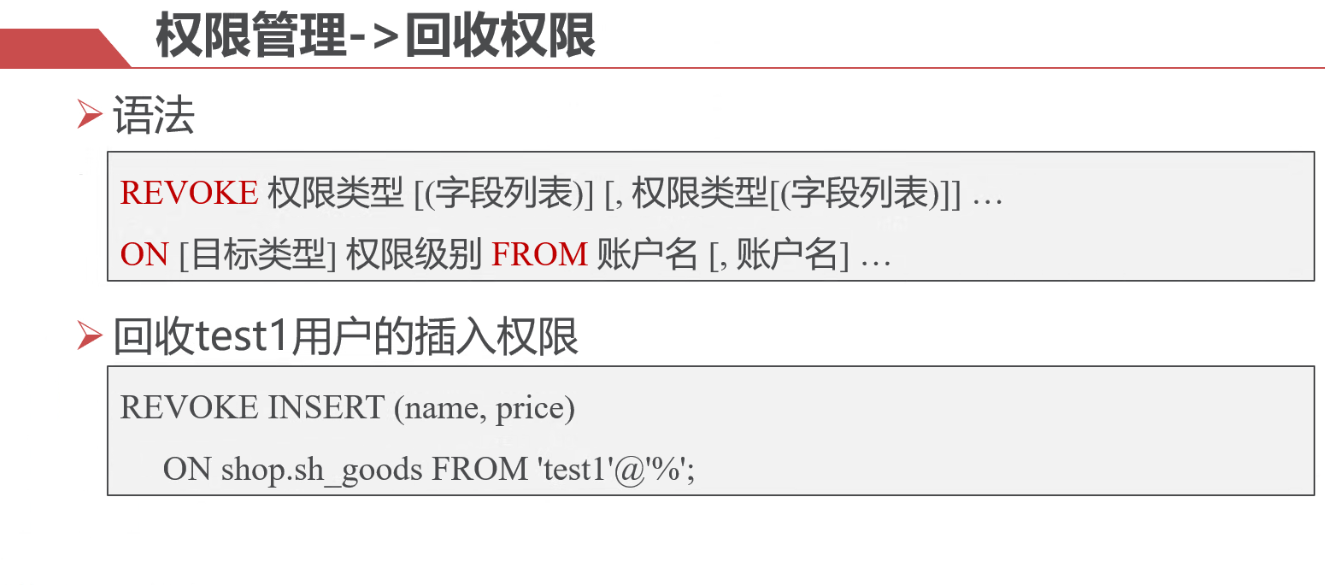 权限管理->回收权限
语法
REVOKE 权限类型 [(字段列表)] [, 权限类型[(字段列表)]] …
ON [目标类型] 权限级别 FROM 账户名 [, 账户名] …
回收test1用户的插入权限
REVOKE INSERT (name, price)
ON shop.sh_goods FROM 'test1'@'%';